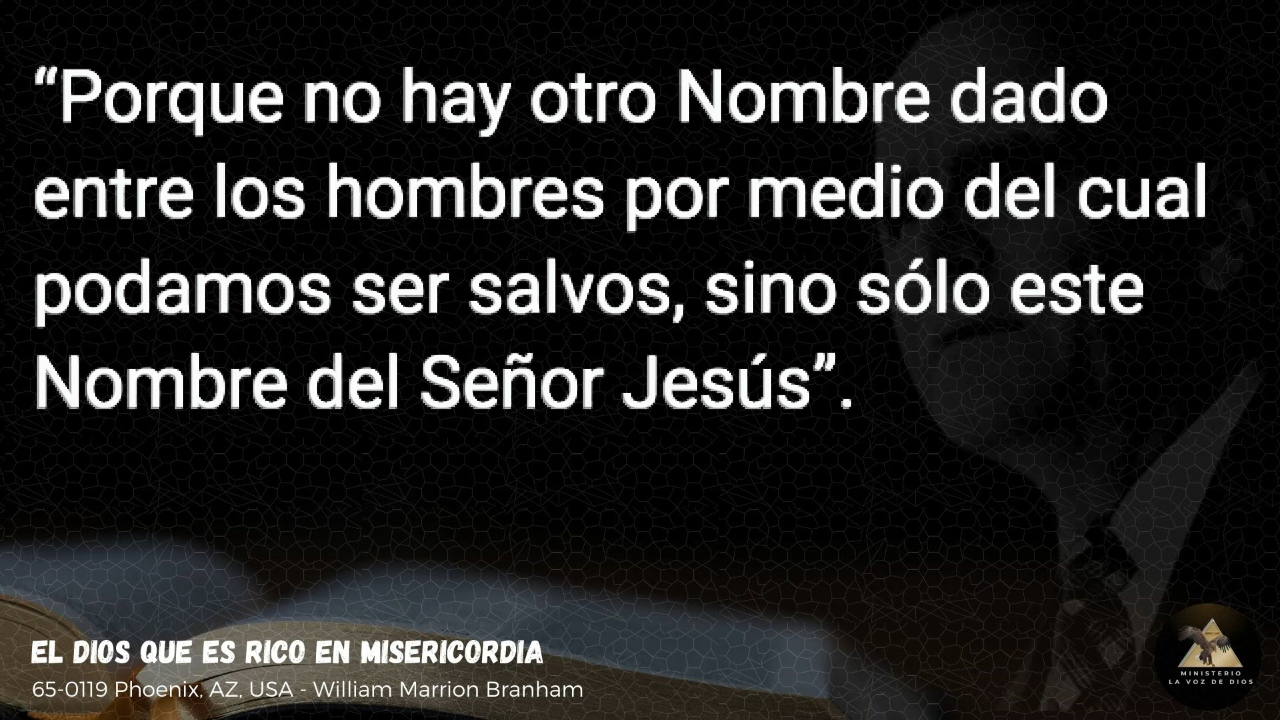 “Porque no hay otro Nombre dado
entre los hombres por medio del cual
podamos ser salvos, sino sólo este
Nombre del Señor Jesús”.
EL DIOS QUE ES RICO EN MISERICORDIA
65-0119 Phoenix, AZ, USA - William Marrion Branham
MINISTERIO
LA VOZ DE DIOS